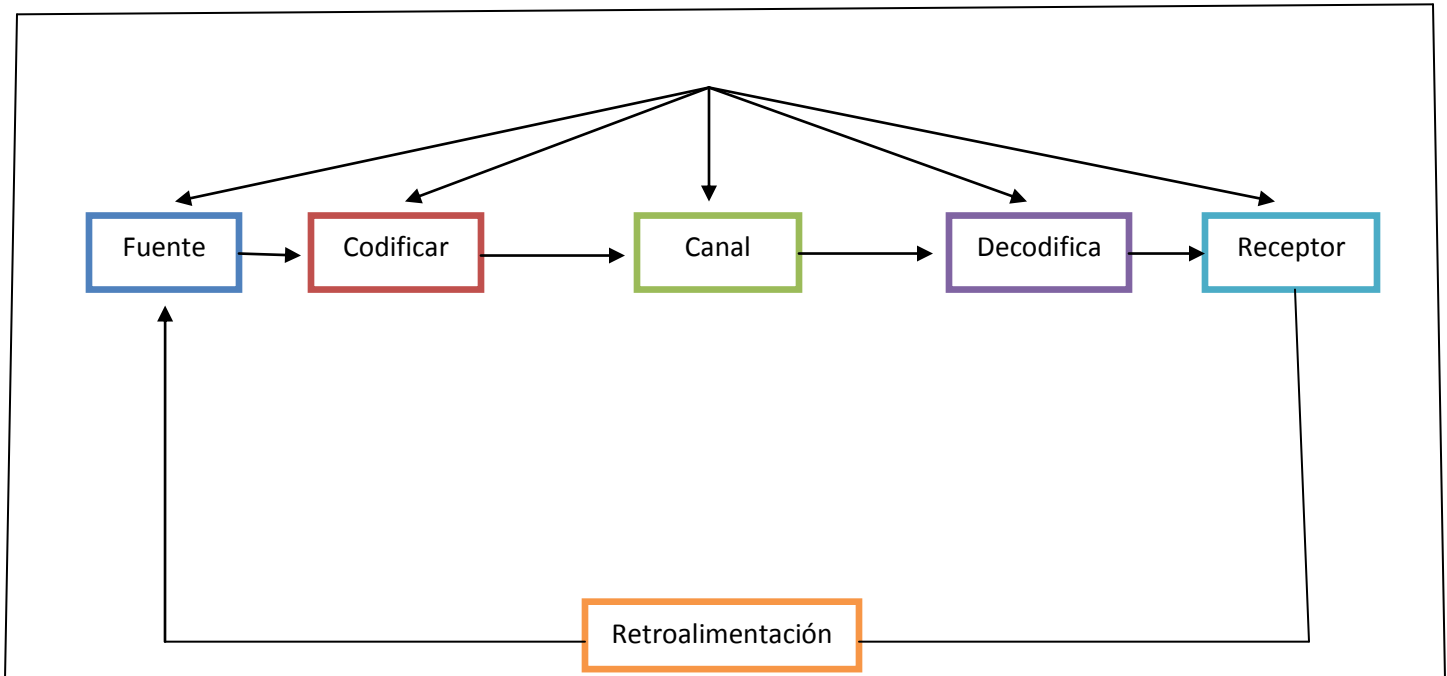 Fuente
Codificar
Canal
Decodifica
Receptor
Retroalimentación